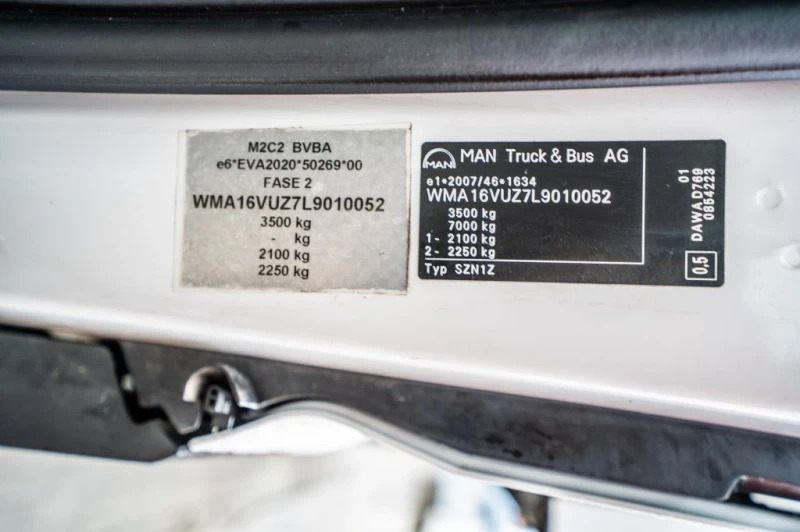 M2C2 BVBA
e6*EVA2020*50269*00
FASE 2
WMA16VUZ7L9010052
3500 kg
- kg
2100 kg
2250 kg
MAN
MAN Truck & Bus AG
e1*2007/46*1634
WMA16VUZ7L9010052
3500 kg
7000 kg
1- 2100 kg
2- 2250 kg
Typ SZN1Z
01
DAWAD769
0854223
0,5